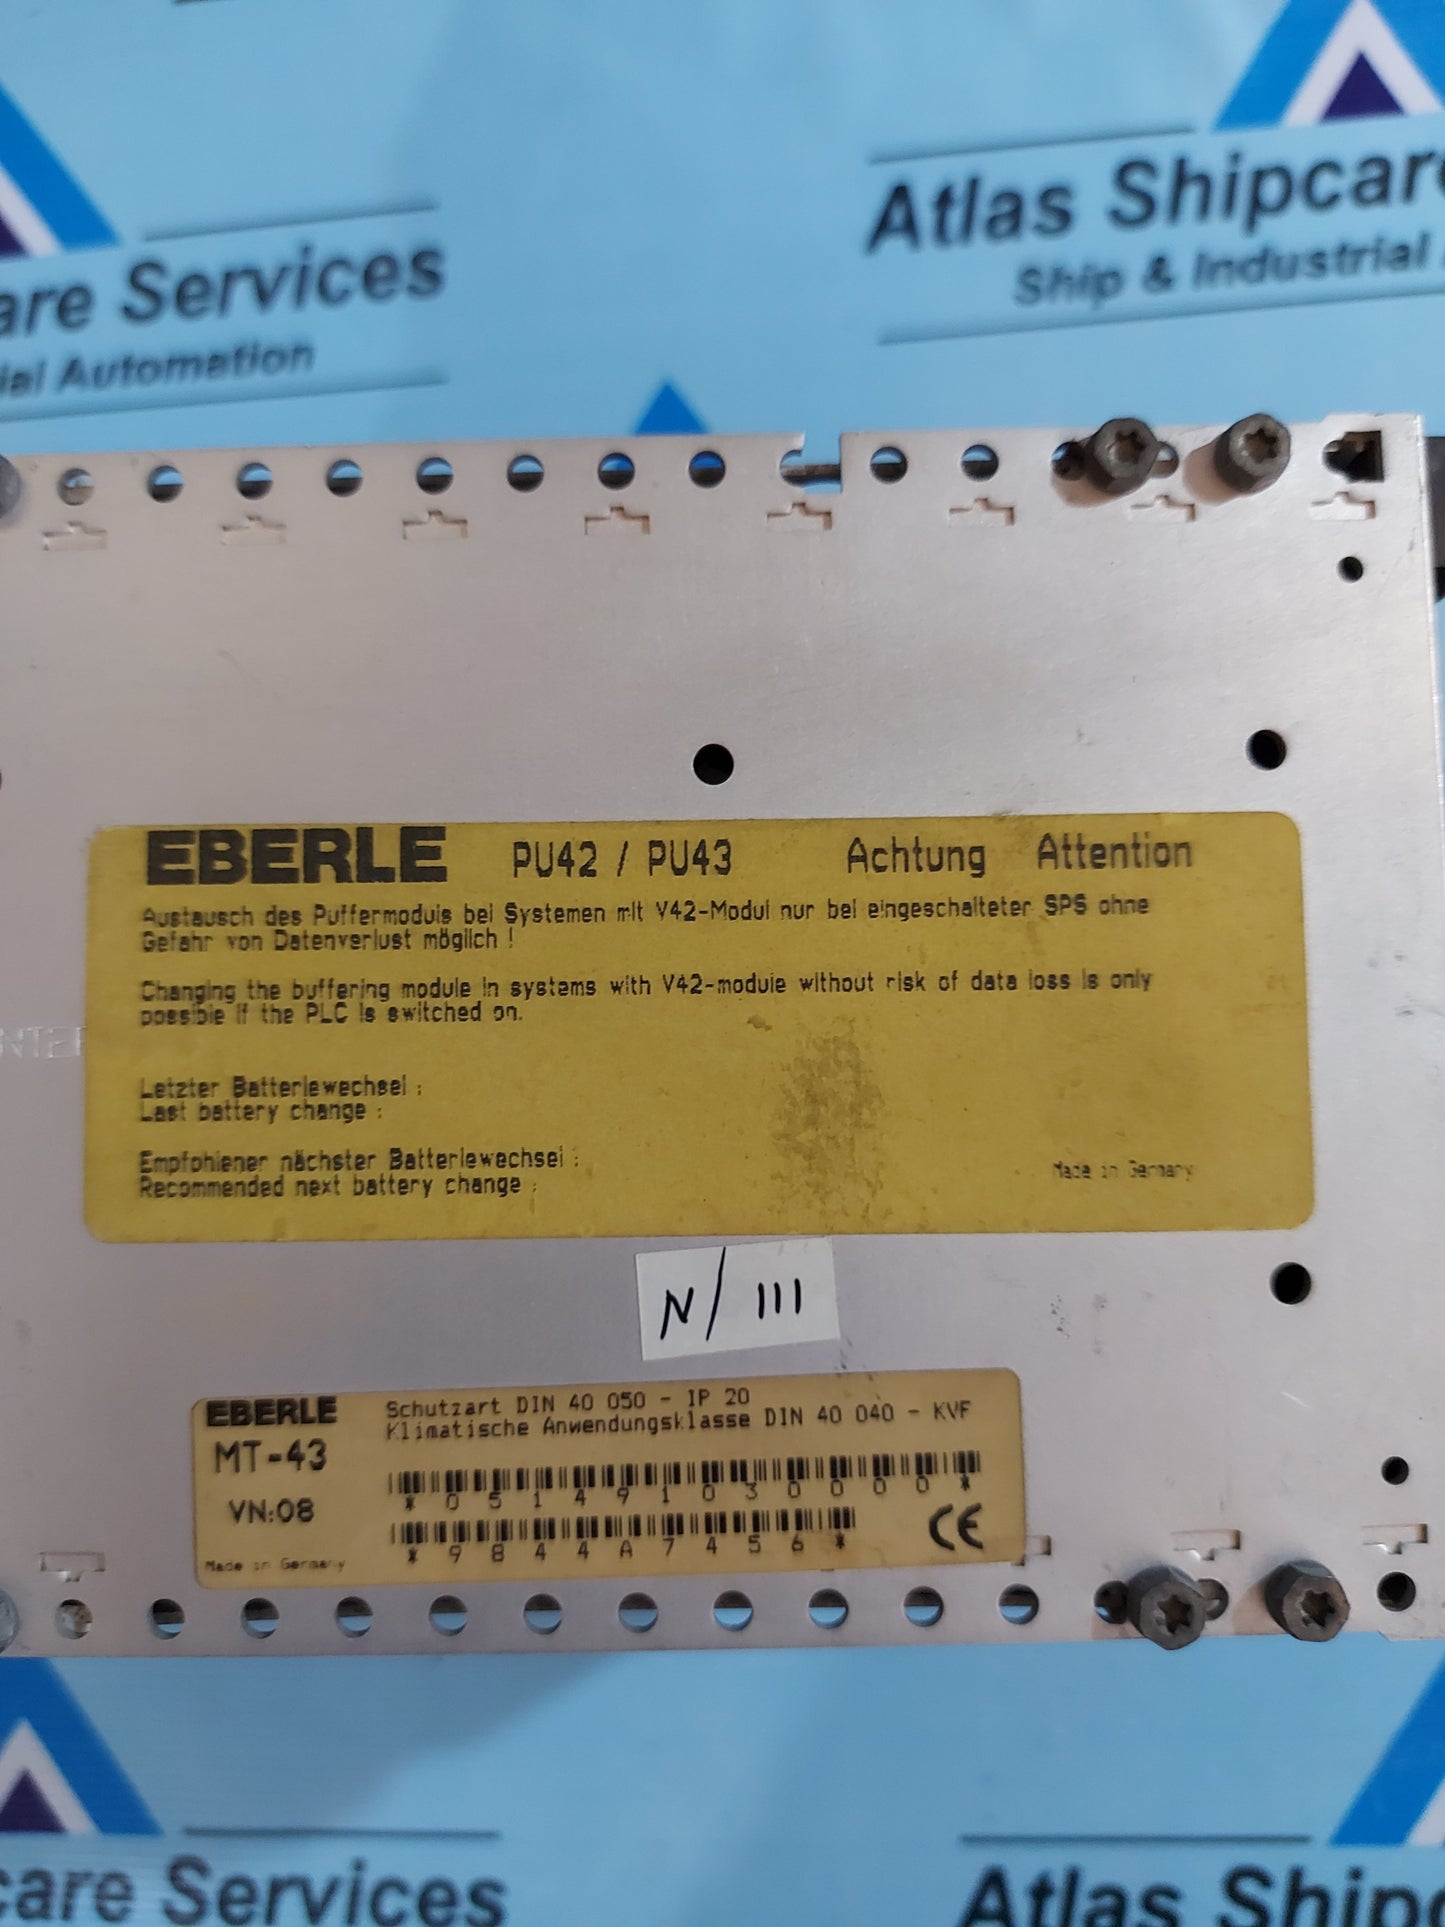 Atlas Shipcare
Ship & Industrial
are Services
ial Automation
EBERLE PU42 / PU43 Achtung Attention
Austausch des Puffermoduls bei Systemen mit V42-Modul nur bei eingeschalteter SPS ohne
Gefahr von Datenverlust möglich !
Changing the buffering module in systems with V42-module without risk of data loss is only
possible if the PLC is switched on.
Letzter Batteriewechsel :
Last battery change :
Empfohlener nächster Batteriewechsel :
Recommended next battery change :
Made in Germany
N/ III
EBERLE
MT-43
VN:08
Made in Germany
Schutzart DIN 40 050 - IP 20
Klimatische Anwendungsklasse DIN 40 040 - KVF
*051491030000*
*9844A7456*
CE
care Services
Atlas Ship